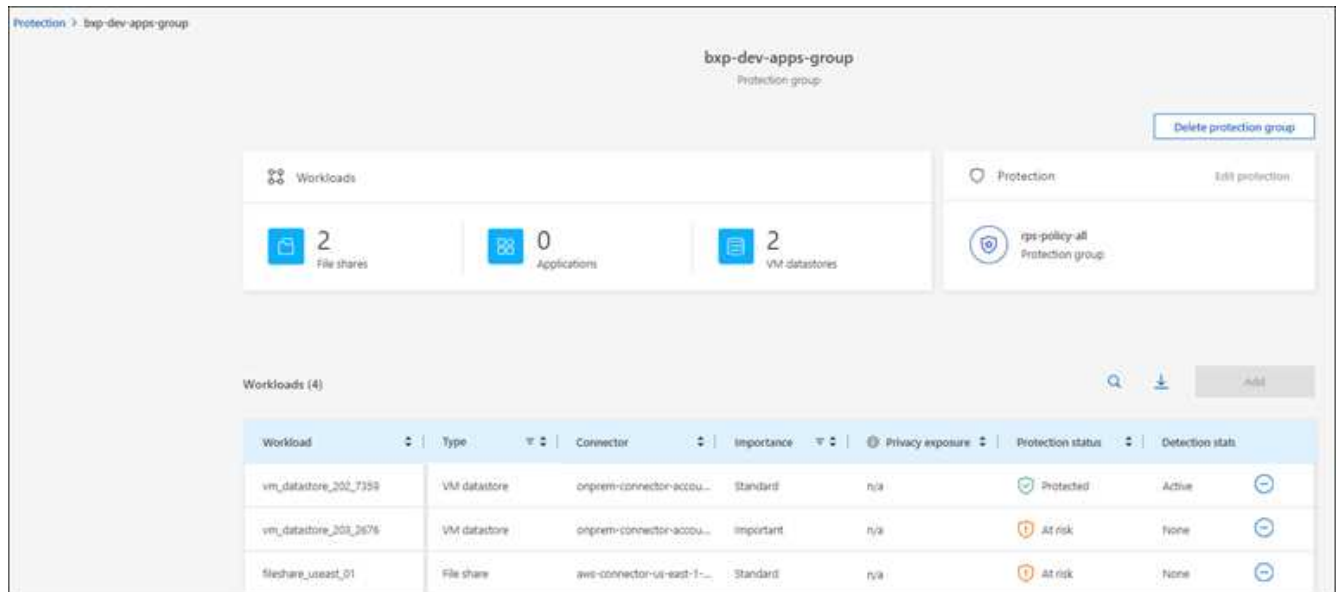 Protection > bxp-dev-apps-group
bxp-dev-apps-group
Protection group
Delete protection group
Workloads
Protection
Edit protection
2
File shares
0
Applications
2
VM datastores
rps-policy-all
Protection group
Workloads (4)
Add
Workload Type Connector Importance Privacy exposure Protection status Detection stats
vm_datastore_202_7359 VM datastore onprem-connector-accou... Standard n/a Protected Active
vm_datastore_203_2676 VM datastore onprem-connector-accou... Important n/a At risk None
fileshare_useast_01 File share aws-connector-us-east-1-... Standard n/a At risk None